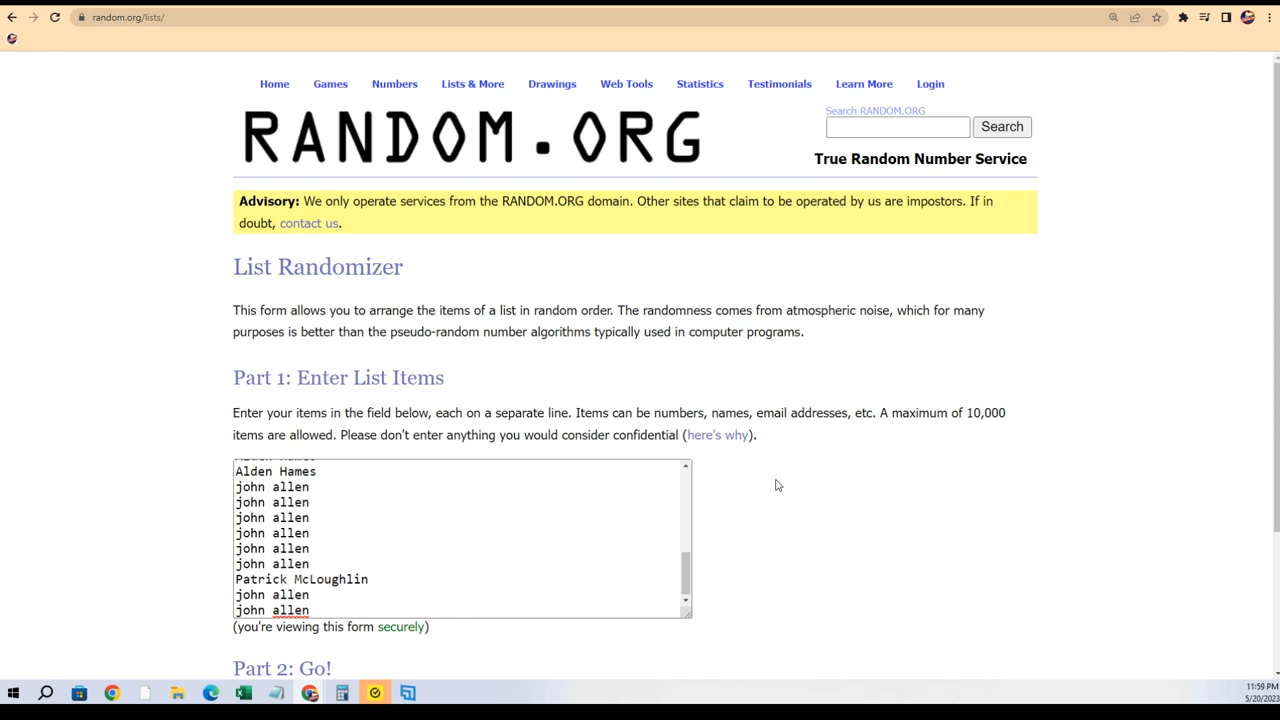 random.org/lists/
Home Games Numbers Lists & More Drawings Web Tools Statistics Testimonials Learn More Login
RANDOM.ORG
Search RANDOM.ORG
Search
True Random Number Service
Advisory: We only operate services from the RANDOM.ORG domain. Other sites that claim to be operated by us are impostors. If in
doubt, contact us.
List Randomizer
This form allows you to arrange the items of a list in random order. The randomness comes from atmospheric noise, which for many
purposes is better than the pseudo-random number algorithms typically used in computer programs.
Part 1: Enter List Items
Enter your items in the field below, each on a separate line. Items can be numbers, names, email addresses, etc. A maximum of 10,000
items are allowed. Please don't enter anything you would consider confidential (here's why).
Alden Hames
john allen
john allen
john allen
john allen
john allen
john allen
Patrick McLoughlin
john allen
john allen
(you're viewing this form securely)
Part 2: Go!
11:59 PM
5/20/2023